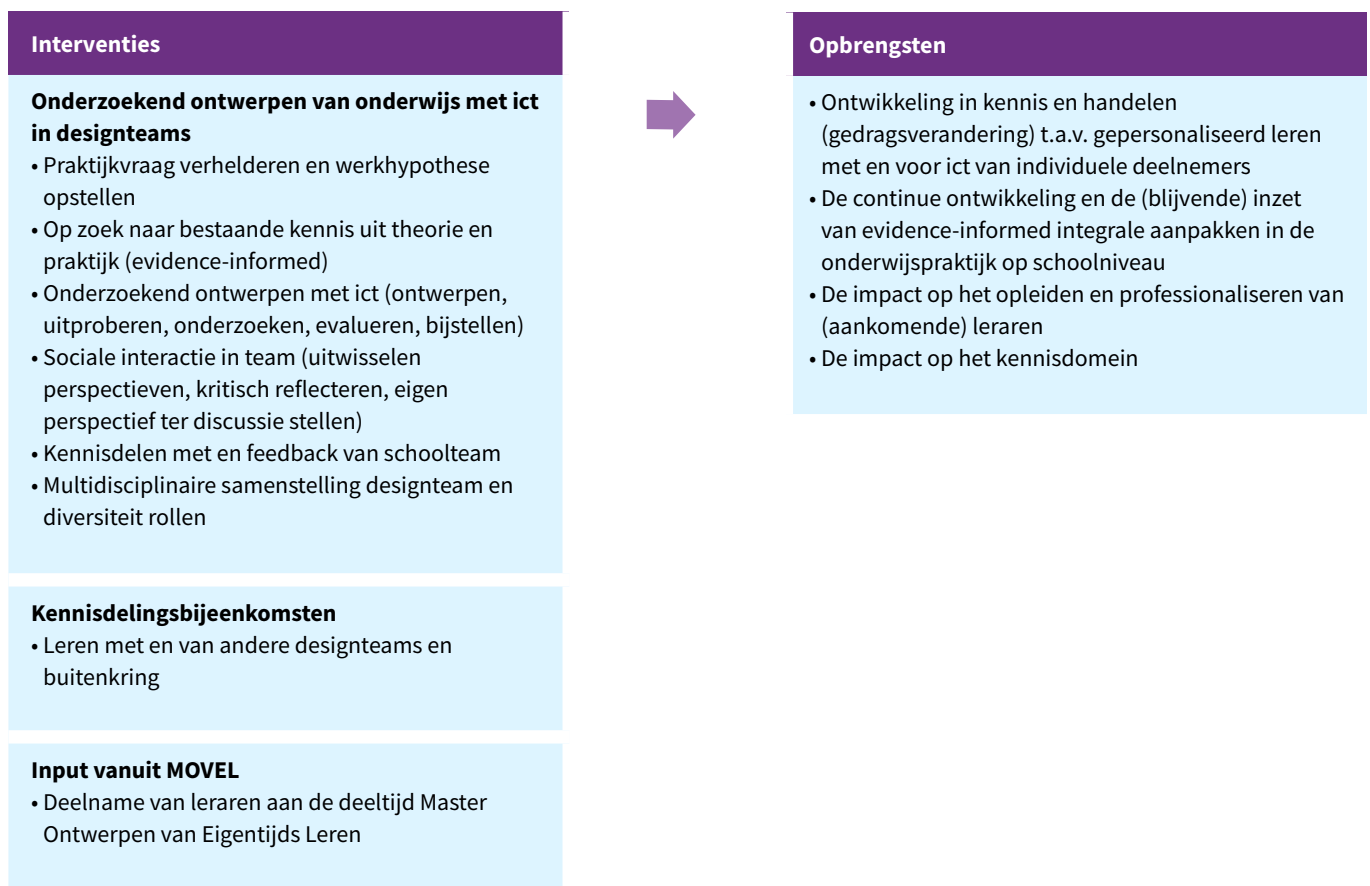 Interventies
Onderzoekend ontwerpen van onderwijs met ict
in designteams
• Praktijkvraag verhelderen en werkhypothese
opstellen
• Op zoek naar bestaande kennis uit theorie en
praktijk (evidence-informed)
• Onderzoekend ontwerpen met ict (ontwerpen,
uitproberen, onderzoeken, evalueren, bijstellen)
• Sociale interactie in team (uitwisselen
perspectieven, kritisch reflecteren, eigen
perspectief ter discussie stellen)
• Kennisdelen met en feedback van schoolteam
• Multidisciplinaire samenstelling designteam en
diversiteit rollen
Kennisdelingsbijeenkomsten
• Leren met en van andere designteams en
buitenkring
Input vanuit MOVEL
• Deelname van leraren aan de deeltijd Master
Ontwerpen van Eigentijds Leren
Opbrengsten
• Ontwikkeling in kennis en handelen
(gedragsverandering) t.a.v. gepersonaliseerd leren
met en voor ict van individuele deelnemers
• De continue ontwikkeling en de (blijvende) inzet
van evidence-informed integrale aanpakken in de
onderwijspraktijk op schoolniveau
• De impact op het opleiden en professionaliseren van
(aankomende) leraren
• De impact op het kennisdomein